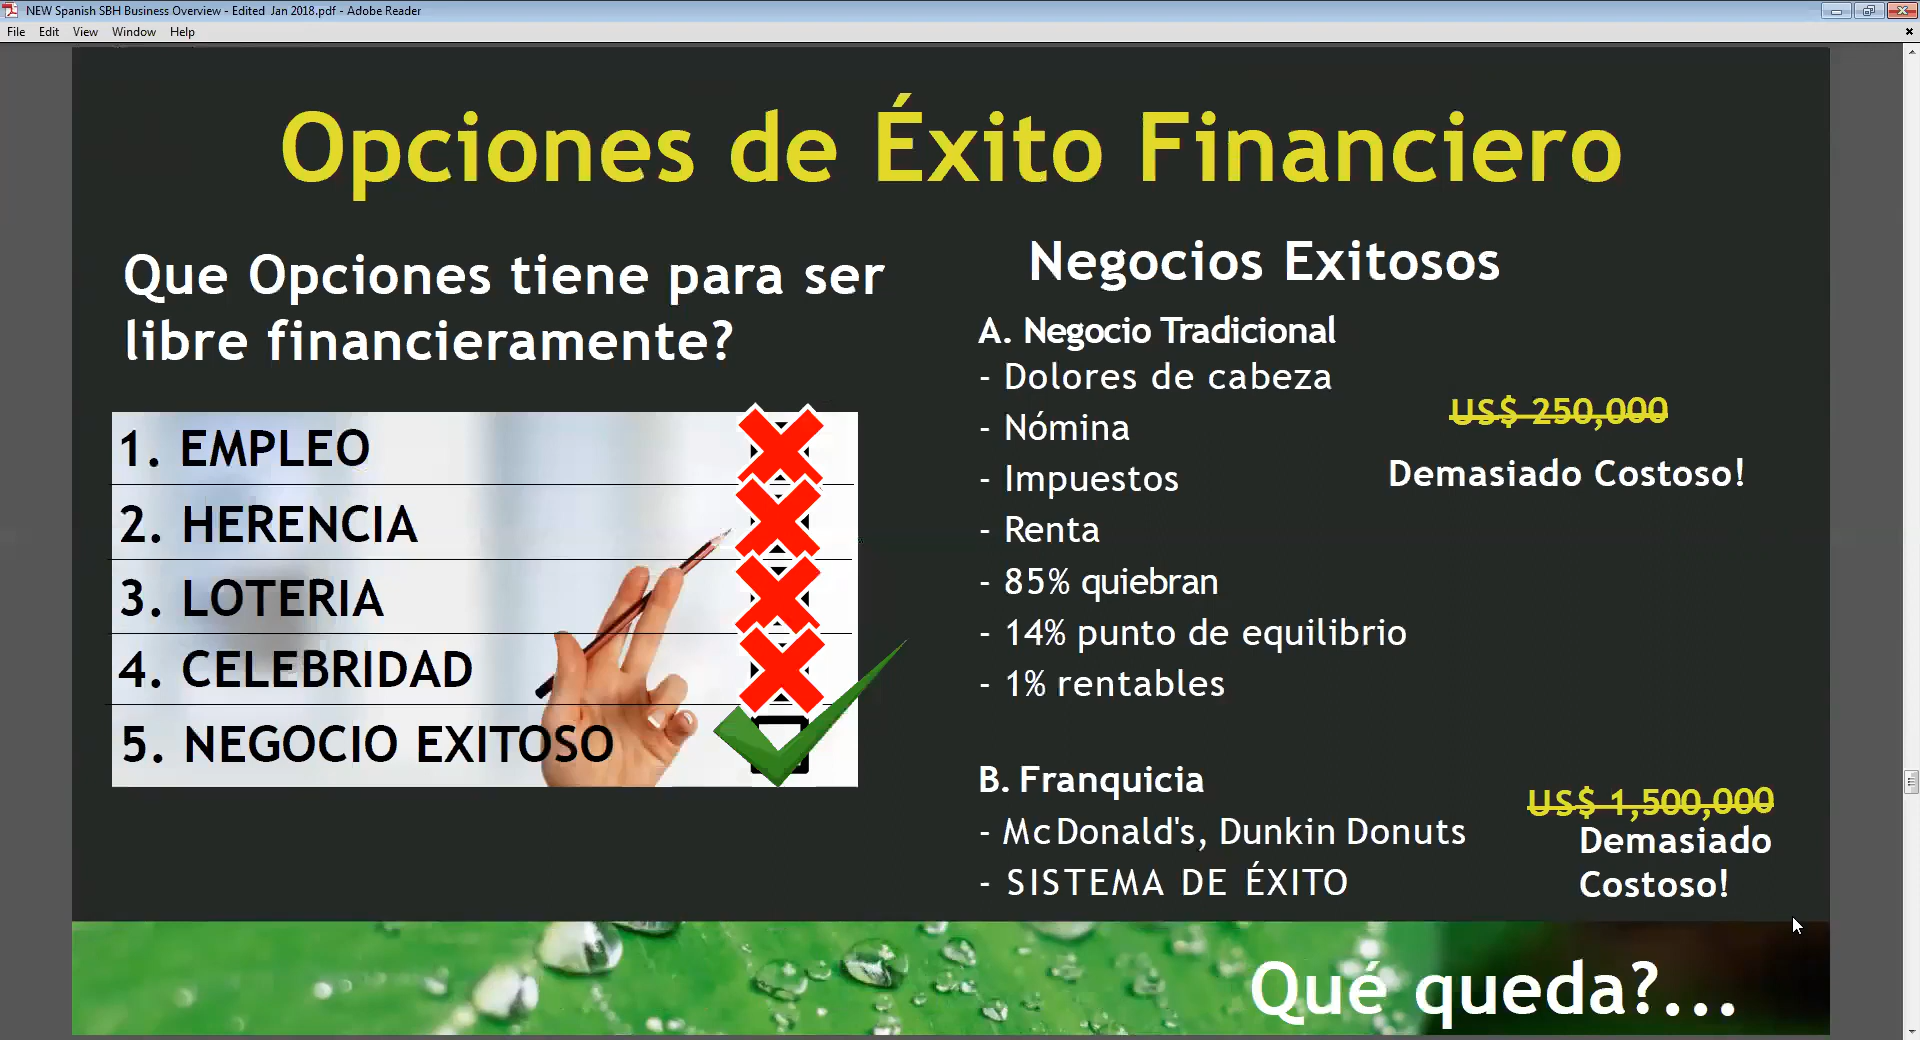 NEW Spanish SBH Business Overview - Edited  Jan 2018.pdf - Adobe Reader
File Edit View Window Help
Opciones de Éxito Financiero
Que Opciones tiene para ser
libre financieramente?
1. EMPLEO
2. HERENCIA
3. LOTERIA
4. CELEBRIDAD
5. NEGOCIO EXITOSO
Negocios Exitosos
A. Negocio Tradicional
- Dolores de cabeza
- Nómina
- Impuestos
- Renta
- 85% quiebran
- 14% punto de equilibrio
- 1% rentables
US$ 250,000
Demasiado Costoso!
B. Franquicia
- McDonald's, Dunkin Donuts
- SISTEMA DE ÉXITO
US$ 1,500,000
Demasiado
Costoso!
Qué queda?...